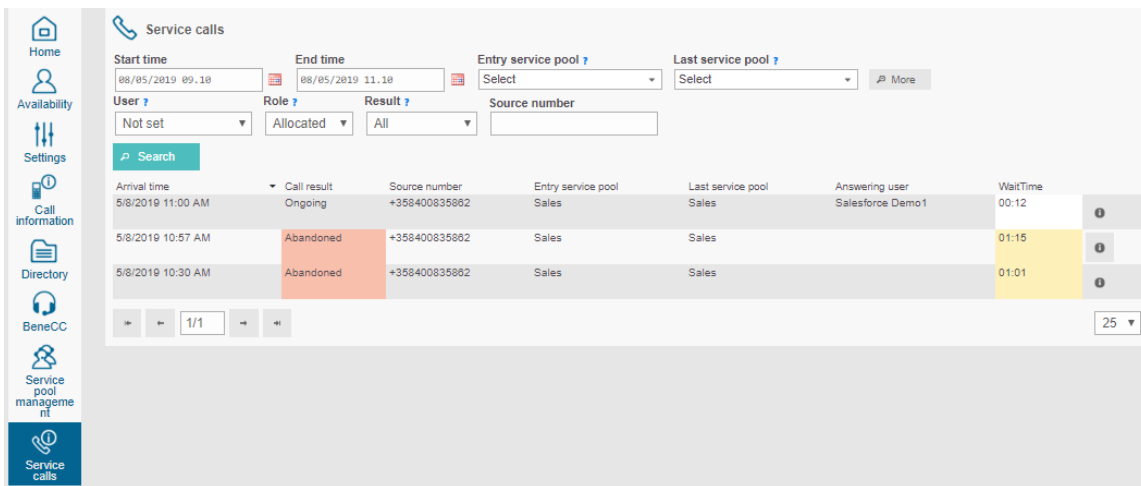 Home
Availability
Settings
Call
information
Directory
BeneCC
Service
pool
manageme
nt
Service
calls
Service calls
Start time End time Entry service pool ? Last service pool ?
08/05/2019 09.10 08/05/2019 11.10 Select Select More
User ? Role ? Result ? Source number
Not set Allocated All
Search
Arrival time Call result Source number Entry service pool Last service pool Answering user WaitTime
5/8/2019 11:00 AM Ongoing +358400835862 Sales Sales Salesforce Demo1 00:12
5/8/2019 10:57 AM Abandoned +358400835862 Sales Sales 01:15
5/8/2019 10:30 AM Abandoned +358400835862 Sales Sales 01:01
1/1 25